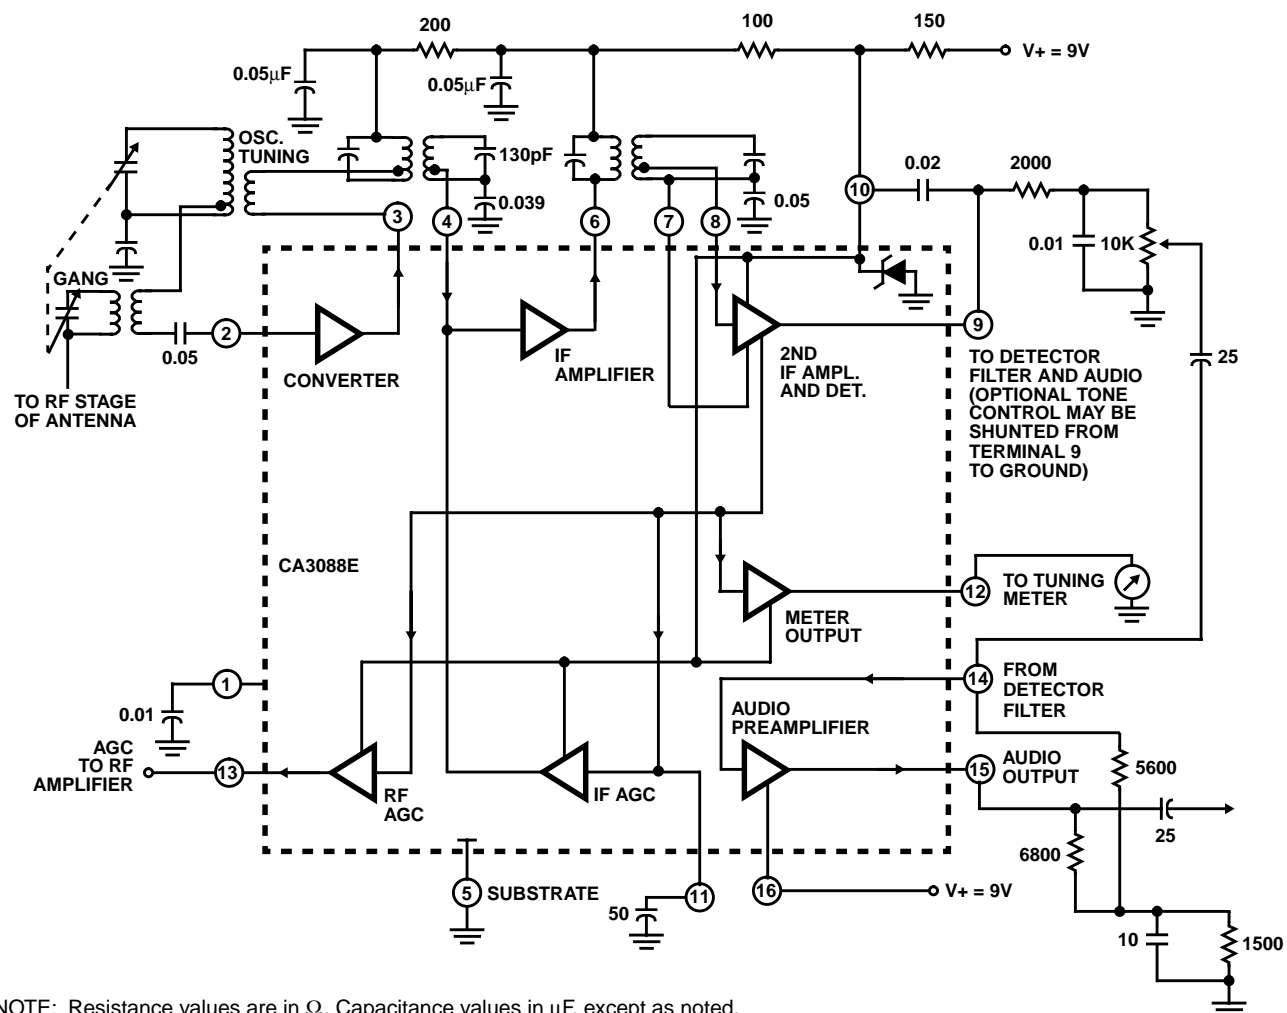 200
100
150
V+ = 9V
0.05µF
0.05µF
OSC.
TUNING
130pF
0.039
0.05
0.02
2000
0.01
10K
25
3
4
6
7
8
10
GANG
2
0.05
TO RF STAGE
OF ANTENNA
CONVERTER
IF
AMPLIFIER
2ND
IF AMPL.
AND DET.
9
TO DETECTOR
FILTER AND AUDIO
(OPTIONAL TONE
CONTROL MAY BE
SHUNTED FROM
TERMINAL 9
TO GROUND)
CA3088E
METER
OUTPUT
12
TO TUNING
METER
1
0.01
14
FROM
DETECTOR
FILTER
AUDIO
PREAMPLIFIER
AGC
TO RF
AMPLIFIER
13
RF
AGC
IF AGC
15
AUDIO
OUTPUT
5600
25
6800
5
SUBSTRATE
50
11
16
V+ = 9V
10
1500
NOTE: Resistance values are in Ω. Capacitance values in µF, except as noted.